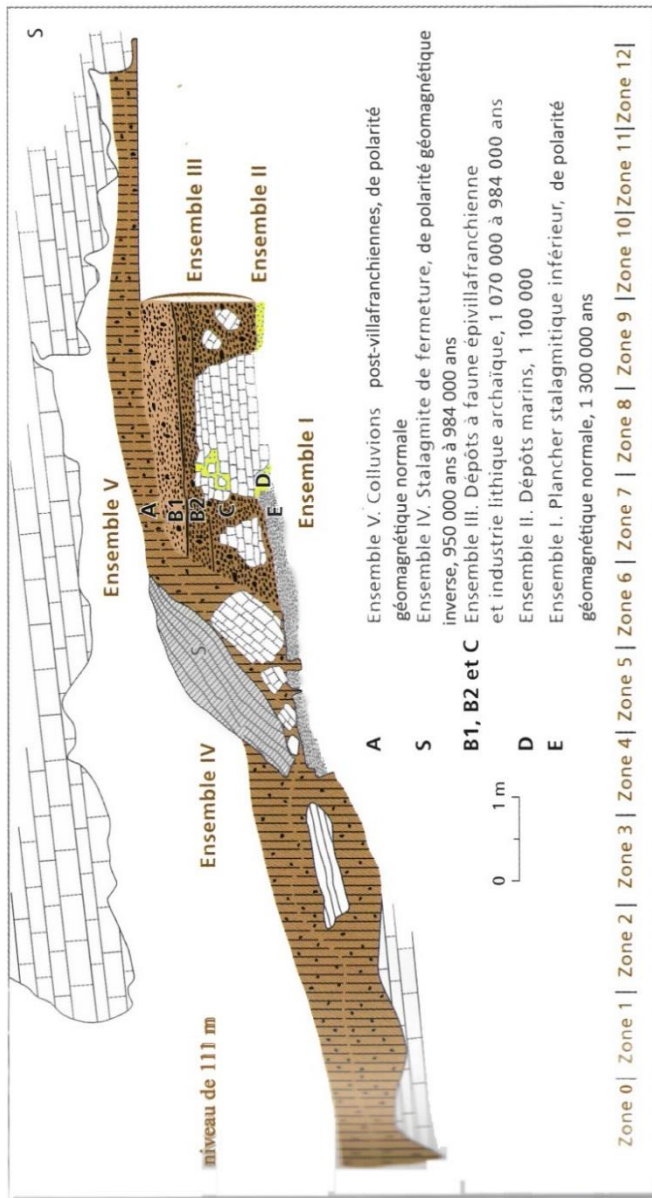 S
Ensemble V
Ensemble III
Ensemble II
Ensemble I
Ensemble IV
niveau de 111 m
A
B1
B2
C
D
E
S
A Ensemble V. Colluvions post-villafranchiennes, de polarité
géomagnétique normale
S Ensemble IV. Stalagmite de fermeture, de polarité géomagnétique
inverse, 950 000 ans à 984 000 ans
B1, B2 et C Ensemble III. Dépôts à faune épivillafranchienne
et industrie lithique archaïque, 1 070 000 à 984 000 ans
D Ensemble II. Dépôts marins, 1 100 000
E Ensemble I. Plancher stalagmitique inférieur, de polarité
géomagnétique normale, 1 300 000 ans
0 1 m
Zone 0| Zone 1 | Zone 2 | Zone 3 | Zone 4 | Zone 5 | Zone 6 | Zone 7 | Zone 8 | Zone 9 | Zone 10 | Zone 11| Zone 12|